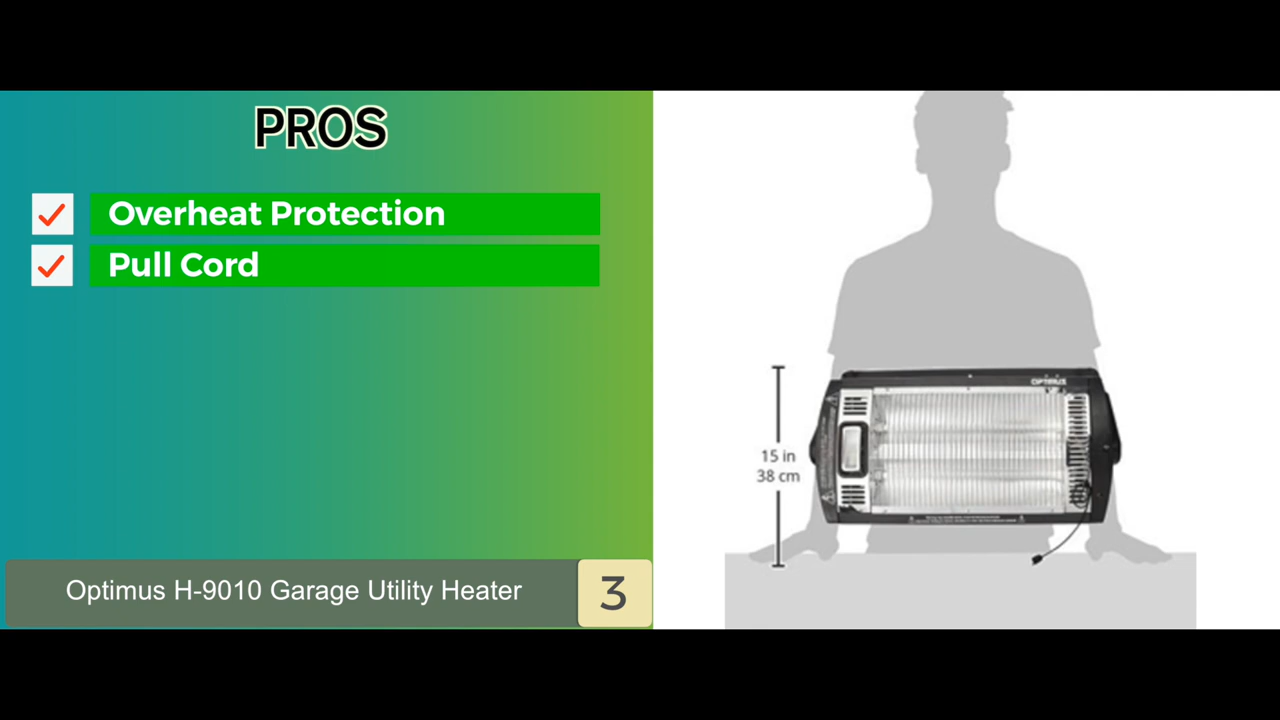 PROS
Overheat Protection
Pull Cord
Optimus H-9010 Garage Utility Heater
3
OPTIMUS
15 in
38 cm